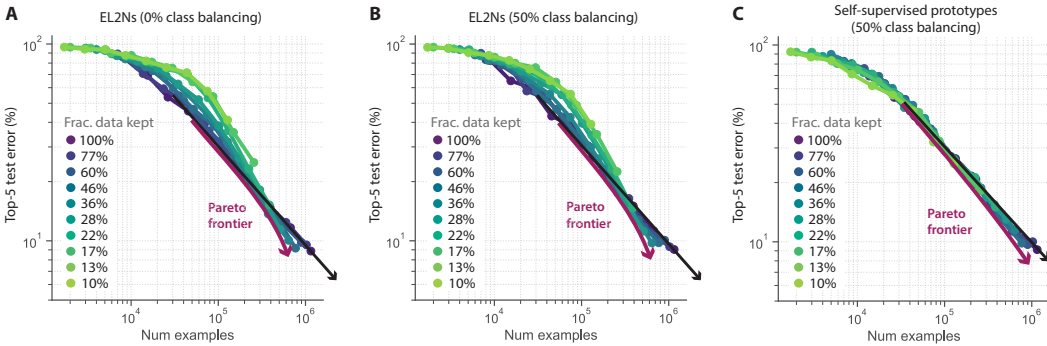 A
EL2Ns (0% class balancing)
Top-5 test error (%)
10²
10¹
Frac. data kept
100%
77%
60%
46%
36%
28%
22%
17%
13%
10%
Pareto
frontier
10⁴
10⁵
10⁶
Num examples
B
EL2Ns (50% class balancing)
Top-5 test error (%)
10²
10¹
Frac. data kept
100%
77%
60%
46%
36%
28%
22%
17%
13%
10%
Pareto
frontier
10⁴
10⁵
10⁶
Num examples
C
Self-supervised prototypes
(50% class balancing)
Top-5 test error (%)
10²
10¹
Frac. data kept
100%
77%
60%
46%
36%
28%
22%
17%
13%
10%
Pareto
frontier
10⁴
10⁵
10⁶
Num examples